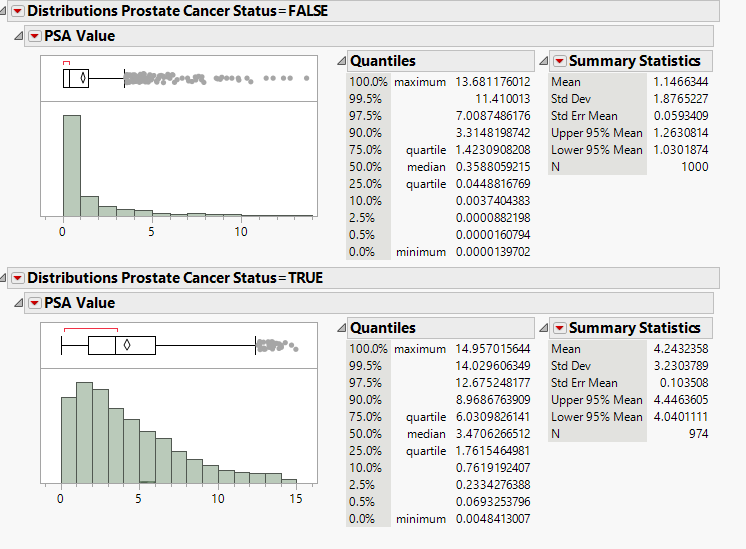 Distributions Prostate Cancer Status=FALSE
PSA Value
0 5 10
Quantiles
100.0% maximum 13.681176012
99.5% 11.410013
97.5% 7.0087486176
90.0% 3.3148198742
75.0% quartile 1.4230908208
50.0% median 0.3588059215
25.0% quartile 0.0448816769
10.0% 0.0037404383
2.5% 0.0000882198
0.5% 0.0000160794
0.0% minimum 0.0000139702
Summary Statistics
Mean 1.1466344
Std Dev 1.8765227
Std Err Mean 0.0593409
Upper 95% Mean 1.2630814
Lower 95% Mean 1.0301874
N 1000
Distributions Prostate Cancer Status=TRUE
PSA Value
0 5 10 15
Quantiles
100.0% maximum 14.957015644
99.5% 14.029606349
97.5% 12.675248177
90.0% 8.9686763909
75.0% quartile 6.0309826141
50.0% median 3.4706266512
25.0% quartile 1.7615464981
10.0% 0.7619192407
2.5% 0.2334276388
0.5% 0.0693253796
0.0% minimum 0.0048413007
Summary Statistics
Mean 4.2432358
Std Dev 3.2303789
Std Err Mean 0.103508
Upper 95% Mean 4.4463605
Lower 95% Mean 4.0401111
N 974